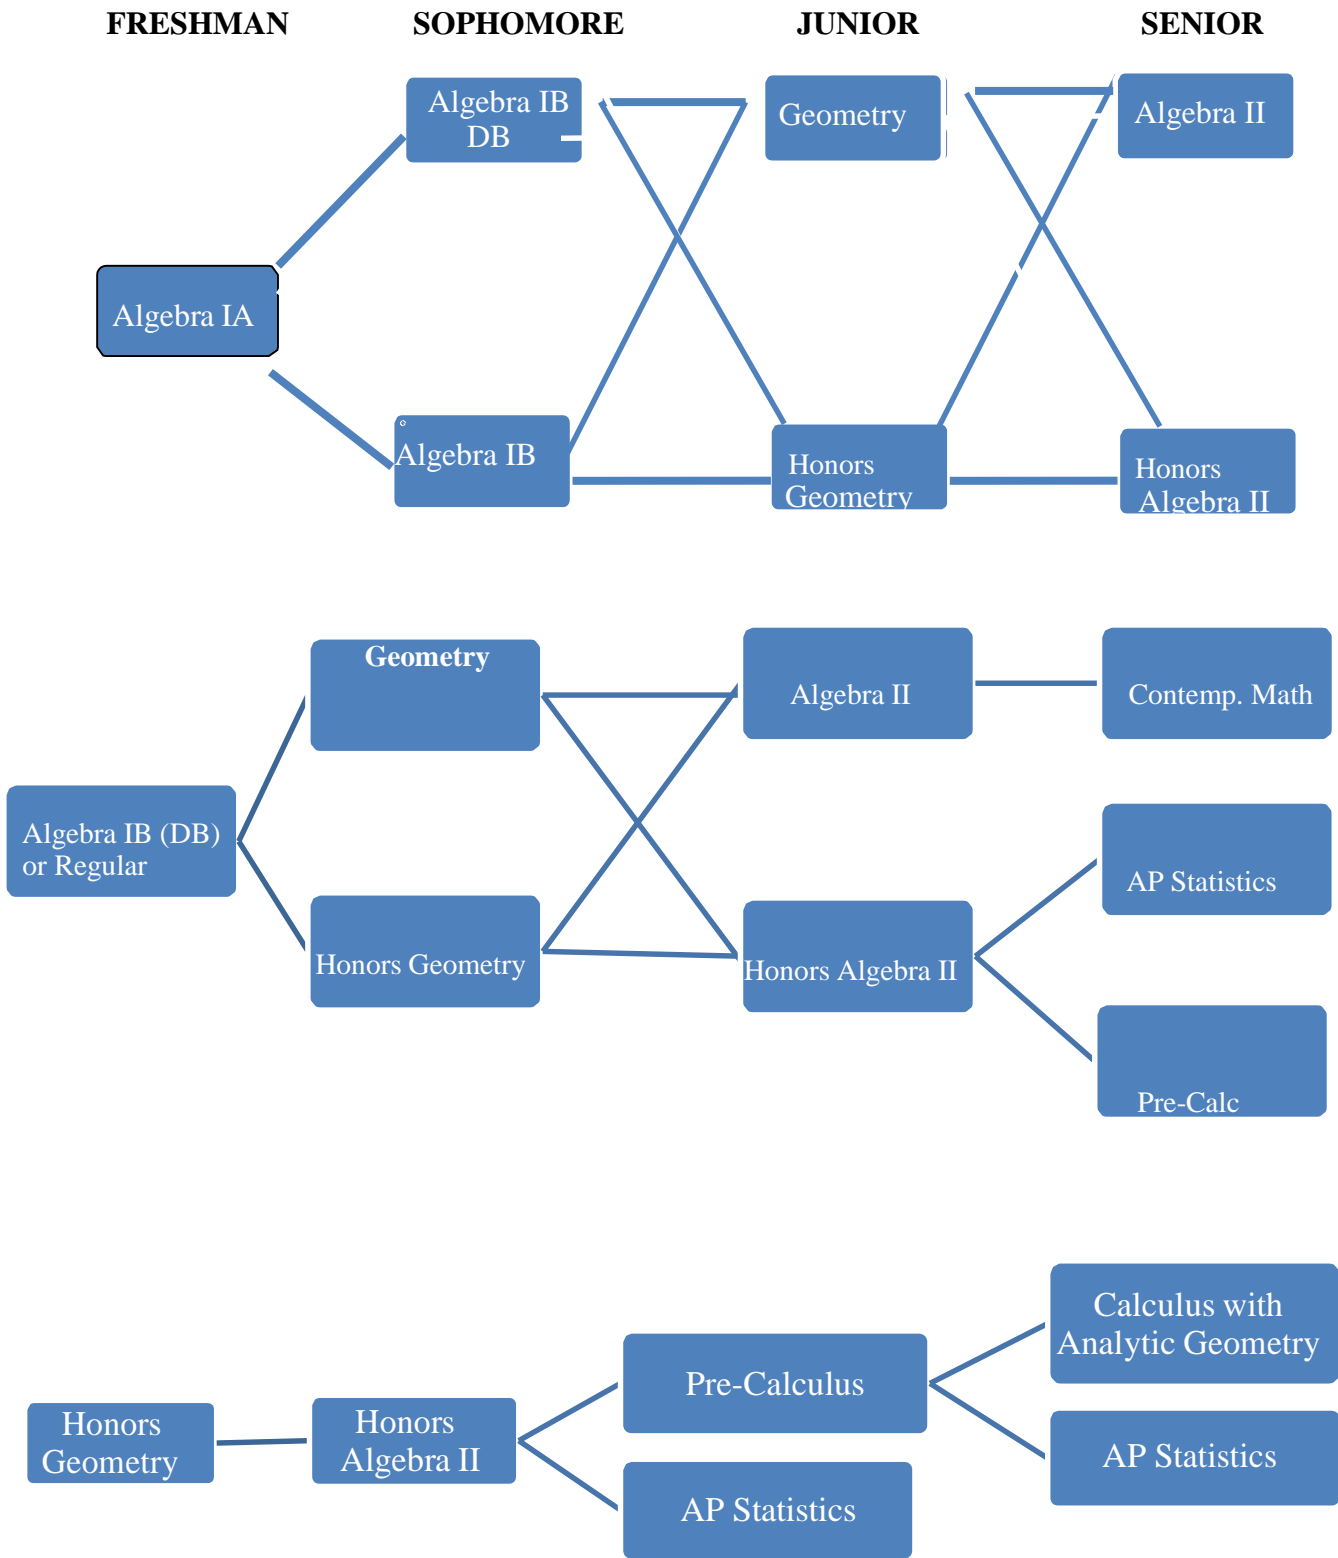 FRESHMAN SOPHOMORE JUNIOR SENIOR
Algebra IB
DB
Geometry
Algebra II
Algebra IA
Algebra IB
Honors
Geometry
Honors
Algebra II
Geometry
Algebra II
Contemp. Math
Algebra IB (DB)
or Regular
AP Statistics
Honors Geometry
Honors Algebra II
Pre-Calc
Calculus with
Analytic Geometry
Pre-Calculus
Honors
Geometry
Honors
Algebra II
AP Statistics
AP Statistics